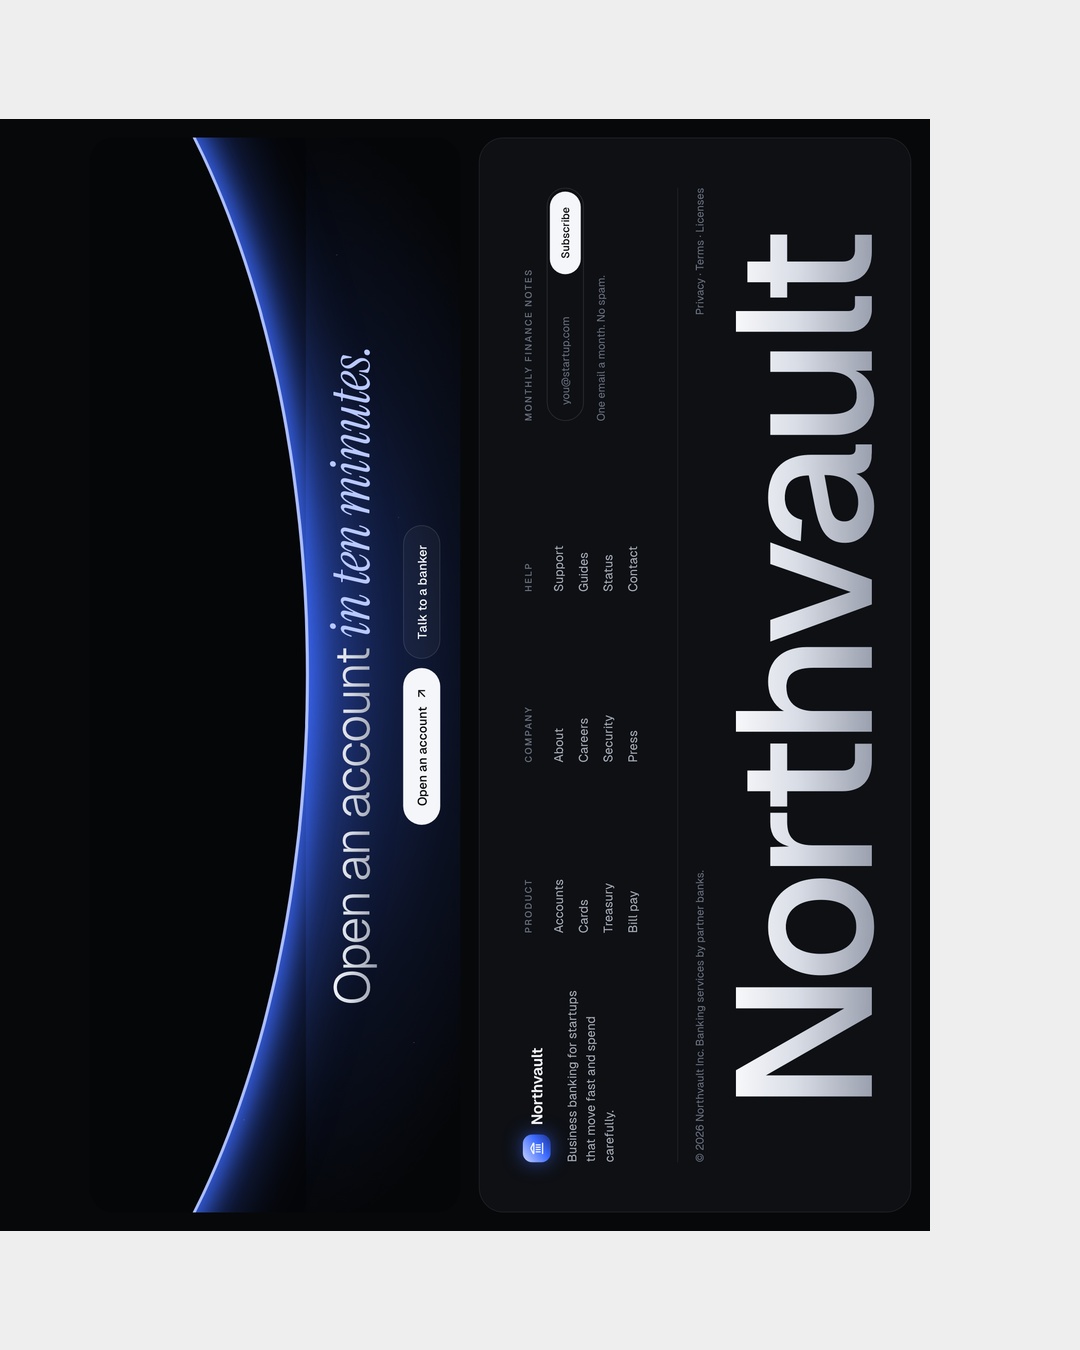 Open an account in ten minutes.
Open an account
Talk to a banker
Northvault
Business banking for startups
that move fast and spend
carefully.
PRODUCT
Accounts
Cards
Treasury
Bill pay
COMPANY
About
Careers
Security
Press
HELP
Support
Guides
Status
Contact
MONTHLY FINANCE NOTES
you@startup.com
Subscribe
One email a month. No spam.
© 2026 Northvault Inc. Banking services by partner banks.
Privacy · Terms · Licenses
Northvault